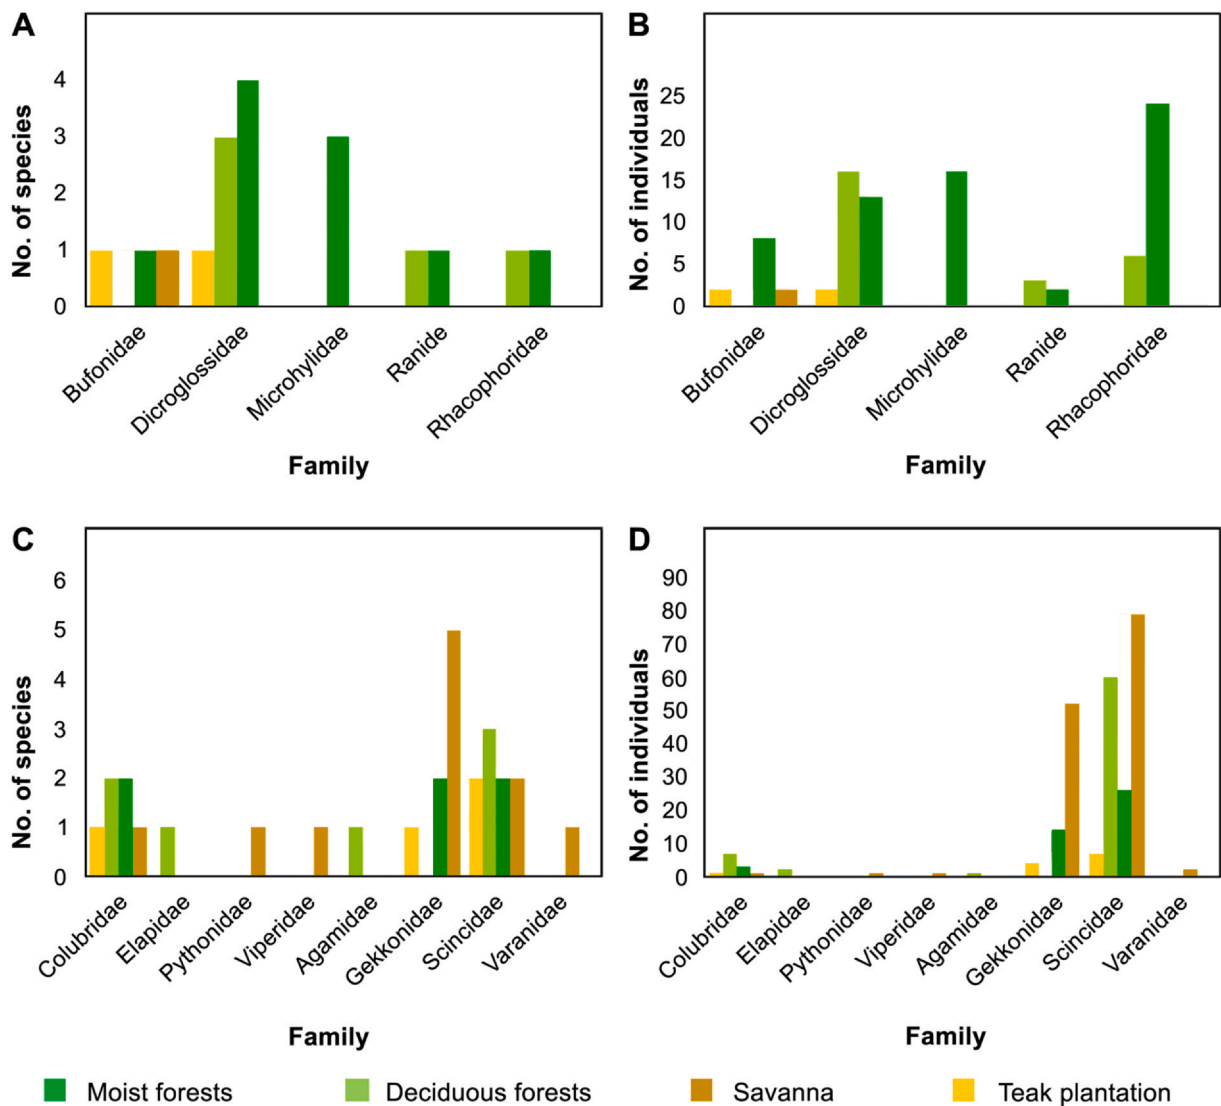 A
No. of species
4
3
2
1
0
Bufonidae
Dicroglossidae
Microhylidae
Ranide
Rhacophoridae
Family
B
No. of individuals
25
20
15
10
5
0
Bufonidae
Dicroglossidae
Microhylidae
Ranide
Rhacophoridae
Family
C
No. of species
6
5
4
3
2
1
0
Colubridae
Elapidae
Pythonidae
Viperidae
Agamidae
Gekkonidae
Scincidae
Varanidae
Family
D
No. of individuals
90
80
70
60
50
40
30
20
10
0
Colubridae
Elapidae
Pythonidae
Viperidae
Agamidae
Gekkonidae
Scincidae
Varanidae
Family
Moist forests
Deciduous forests
Savanna
Teak plantation